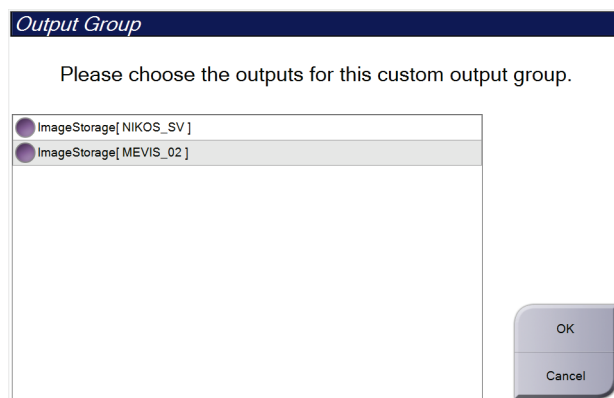 Output Group
Please choose the outputs for this custom output group.
ImageStorage[ NIKOS_SV ]
ImageStorage[ MEVIS_02 ]
OK
Cancel